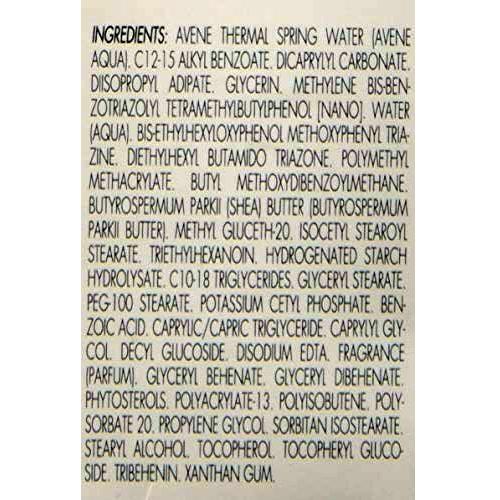 INGREDIENTS: AVENE THERMAL SPRING WATER (AVENE
AQUA). C12-15 ALKYL BENZOATE. DICAPRYLYL CARBONATE.
DIISOPROPYL ADIPATE. GLYCERIN. METHYLENE BIS-BEN-
ZOTRIAZOLYL TETRAMETHYLBUTYLPHENOL [NANO]. WATER
(AQUA). BIS-ETHYLHEXYLOXYPHENOL METHOXYPHENYL TRIA-
ZINE. DIETHYLHEXYL BUTAMIDO TRIAZONE. POLYMETHYL
METHACRYLATE. BUTYL METHOXYDIBENZOYLMETHANE.
BUTYROSPERMUM PARKII (SHEA) BUTTER (BUTYROSPERMUM
PARKII BUTTER). METHYL GLUCETH-20. ISOCETYL STEAROYL
STEARATE. TRIETHYLHEXANOIN. HYDROGENATED STARCH
HYDROLYSATE. C10-18 TRIGLYCERIDES. GLYCERYL STEARATE.
PEG-100 STEARATE. POTASSIUM CETYL PHOSPHATE. BEN-
ZOIC ACID. CAPRYLIC/CAPRIC TRIGLYCERIDE. CAPRYLYL GLY-
COL. DECYL GLUCOSIDE. DISODIUM EDTA. FRAGRANCE
(PARFUM). GLYCERYL BEHENATE. GLYCERYL DIBEHENATE.
PHYTOSTEROLS. POLYACRYLATE-13. POLYISOBUTENE. POLY-
SORBATE 20. PROPYLENE GLYCOL. SORBITAN ISOSTEARATE.
STEARYL ALCOHOL. TOCOPHEROL. TOCOPHERYL GLUCO-
SIDE. TRIBEHENIN. XANTHAN GUM.